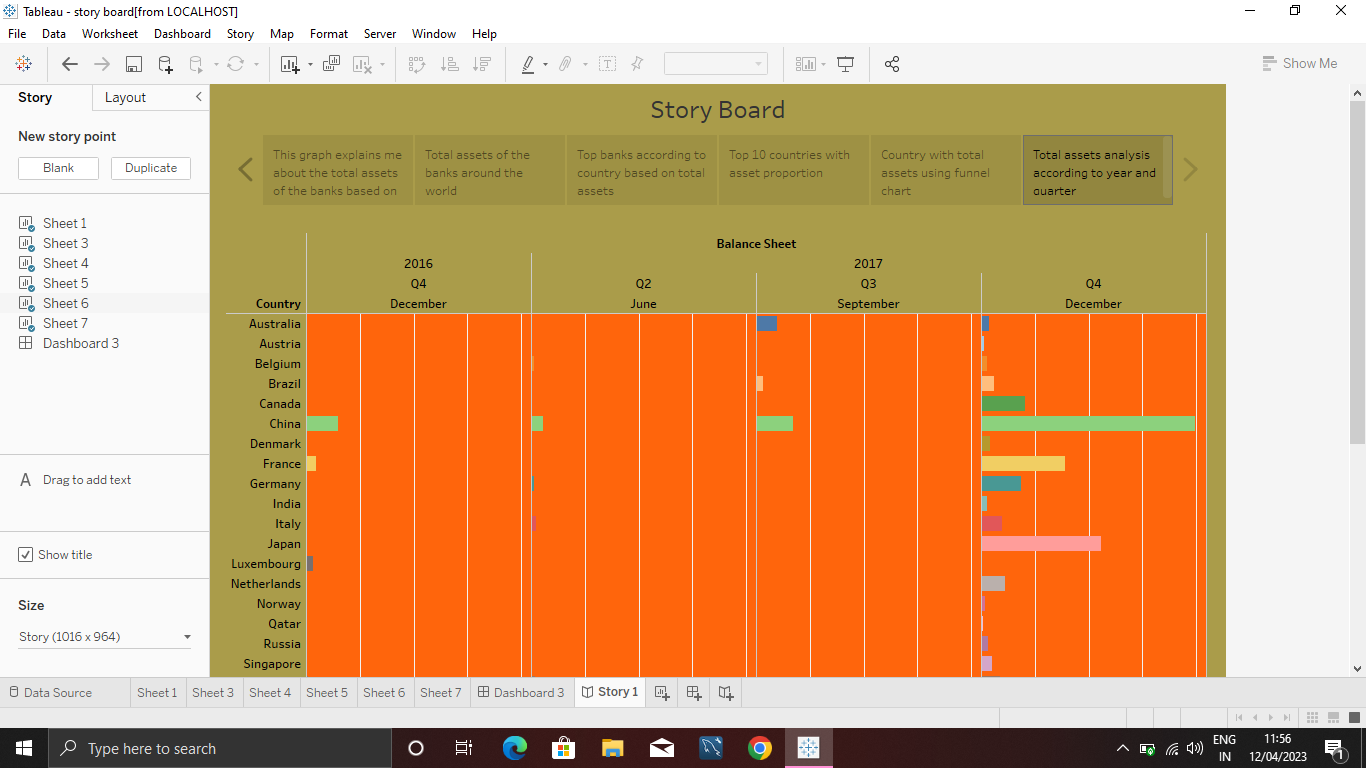 Tableau - story board[from LOCALHOST]
File Data Worksheet Dashboard Story Map Format Server Window Help
Show Me
Story Layout
New story point
Blank Duplicate
Sheet 1
Sheet 3
Sheet 4
Sheet 5
Sheet 6
Sheet 7
Dashboard 3
A Drag to add text
Show title
Size
Story (1016 x 964)
Story Board
This graph explains me
about the total assets
of the banks based on
Total assets of the
banks around the
world
Top banks according to
country based on total
assets
Top 10 countries with
asset proportion
Country with total
assets using funnel
chart
Total assets analysis
according to year and
quarter
Balance Sheet
2016 2017
Q4 Q2 Q3 Q4
Country December June September December
Australia
Austria
Belgium
Brazil
Canada
China
Denmark
France
Germany
India
Italy
Japan
Luxembourg
Netherlands
Norway
Qatar
Russia
Singapore
Data Source Sheet 1 Sheet 3 Sheet 4 Sheet 5 Sheet 6 Sheet 7 Dashboard 3 Story 1
Type here to search
ENG
IN
11:56
12/04/2023
1